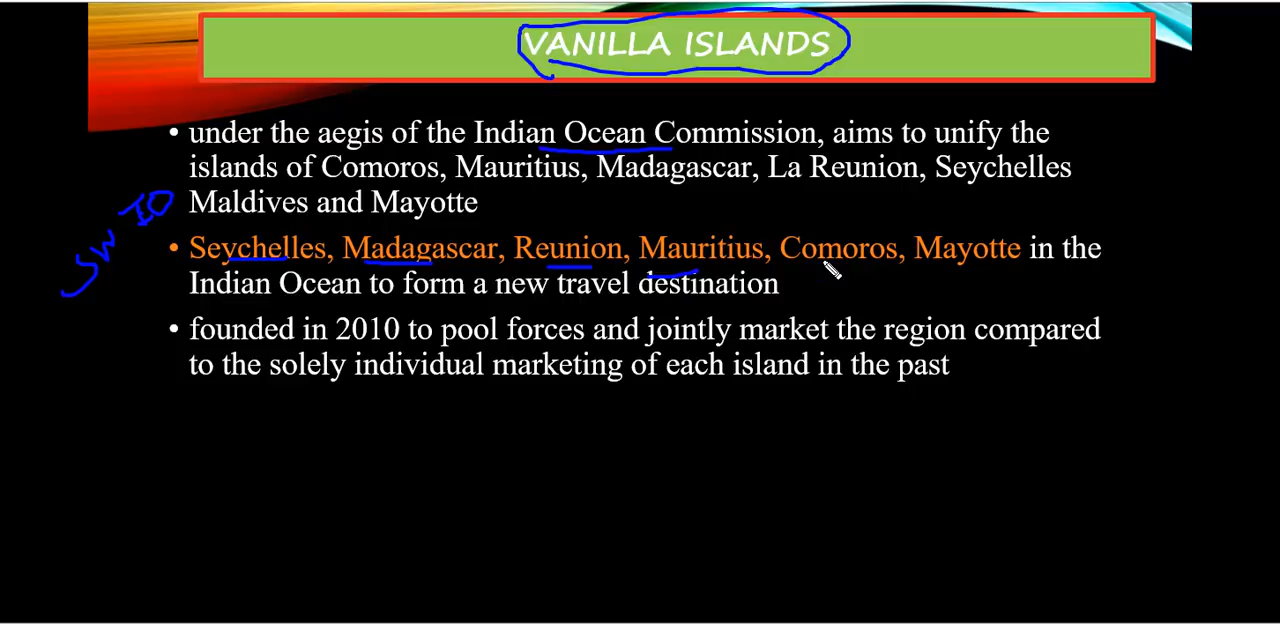 VANILLA ISLANDS
• under the aegis of the Indian Ocean Commission, aims to unify the
islands of Comoros, Mauritius, Madagascar, La Reunion, Seychelles
Maldives and Mayotte
SW IO
• Seychelles, Madagascar, Reunion, Mauritius, Comoros, Mayotte in the
Indian Ocean to form a new travel destination
• founded in 2010 to pool forces and jointly market the region compared
to the solely individual marketing of each island in the past